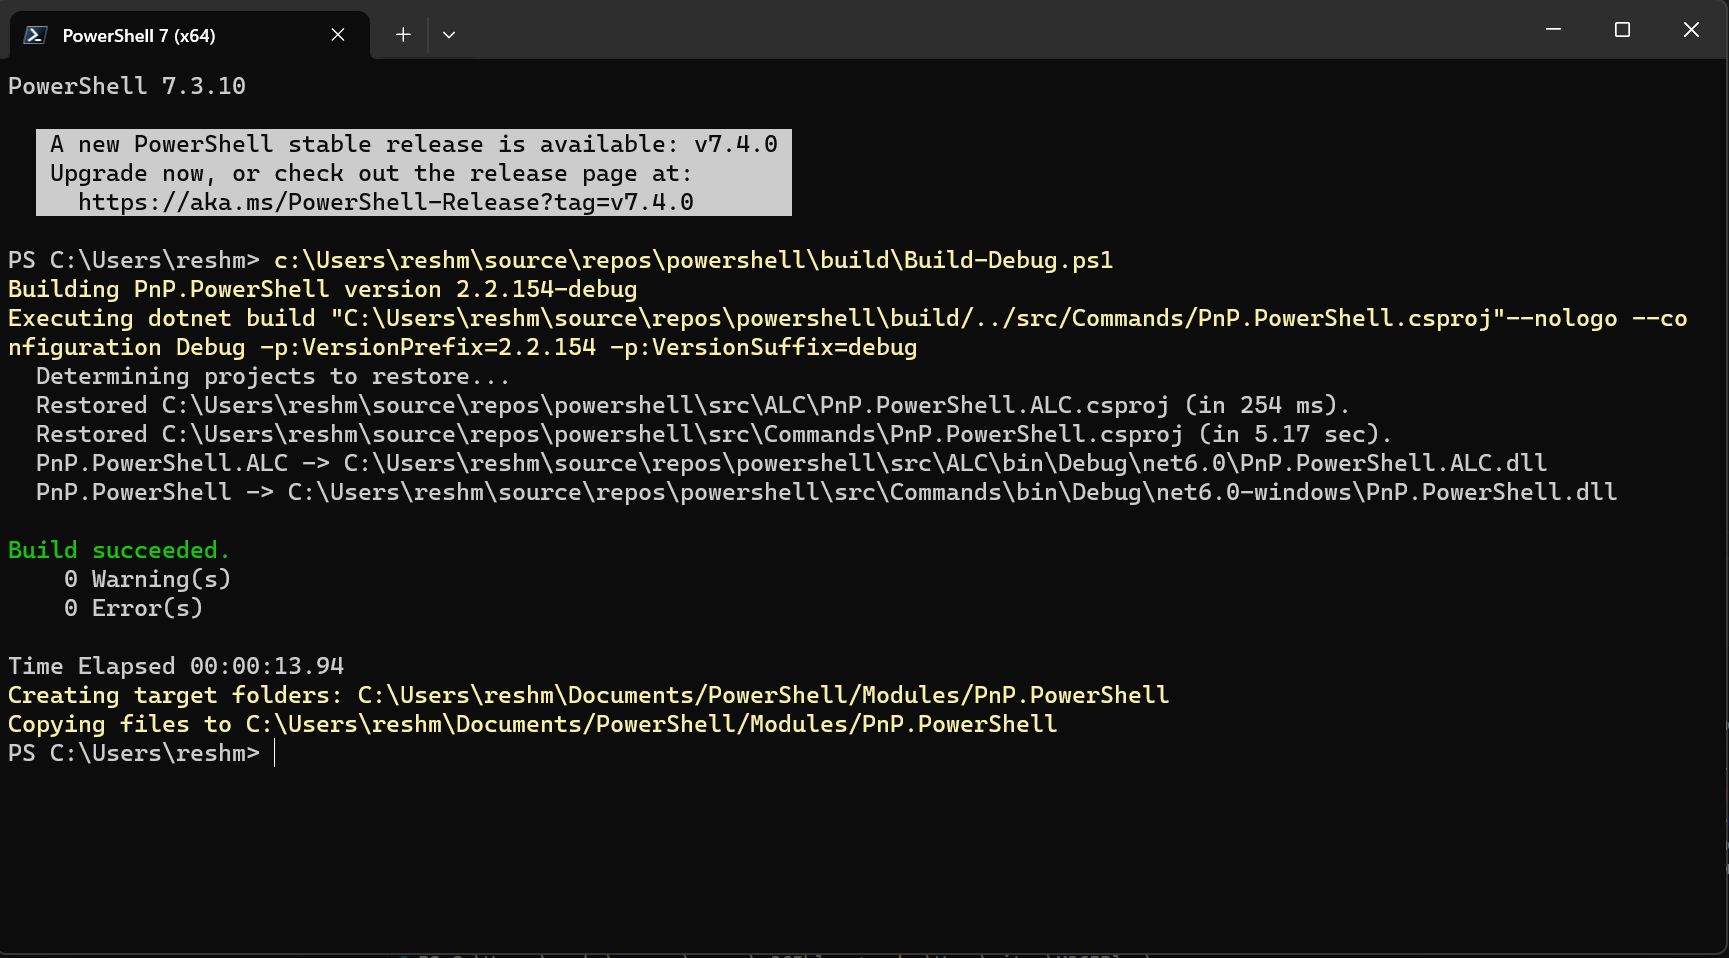 PowerShell 7 (x64)
PowerShell 7.3.10
A new PowerShell stable release is available: v7.4.0
Upgrade now, or check out the release page at:
https://aka.ms/PowerShell-Release?tag=v7.4.0
PS C:\Users\reshm> c:\Users\reshm\source\repos\powershell\build\Build-Debug.ps1
Building PnP.PowerShell version 2.2.154-debug
Executing dotnet build "C:\Users\reshm\source\repos\powershell\build/../src/Commands/PnP.PowerShell.csproj"--nologo --co
nfiguration Debug -p:VersionPrefix=2.2.154 -p:VersionSuffix=debug
Determining projects to restore...
Restored C:\Users\reshm\source\repos\powershell\src\ALC\PnP.PowerShell.ALC.csproj (in 254 ms).
Restored C:\Users\reshm\source\repos\powershell\src\Commands\PnP.PowerShell.csproj (in 5.17 sec).
PnP.PowerShell.ALC -> C:\Users\reshm\source\repos\powershell\src\ALC\bin\Debug\net6.0\PnP.PowerShell.ALC.dll
PnP.PowerShell -> C:\Users\reshm\source\repos\powershell\src\Commands\bin\Debug\net6.0-windows\PnP.PowerShell.dll
Build succeeded.
0 Warning(s)
0 Error(s)
Time Elapsed 00:00:13.94
Creating target folders: C:\Users\reshm\Documents/PowerShell/Modules/PnP.PowerShell
Copying files to C:\Users\reshm\Documents/PowerShell/Modules/PnP.PowerShell
PS C:\Users\reshm>